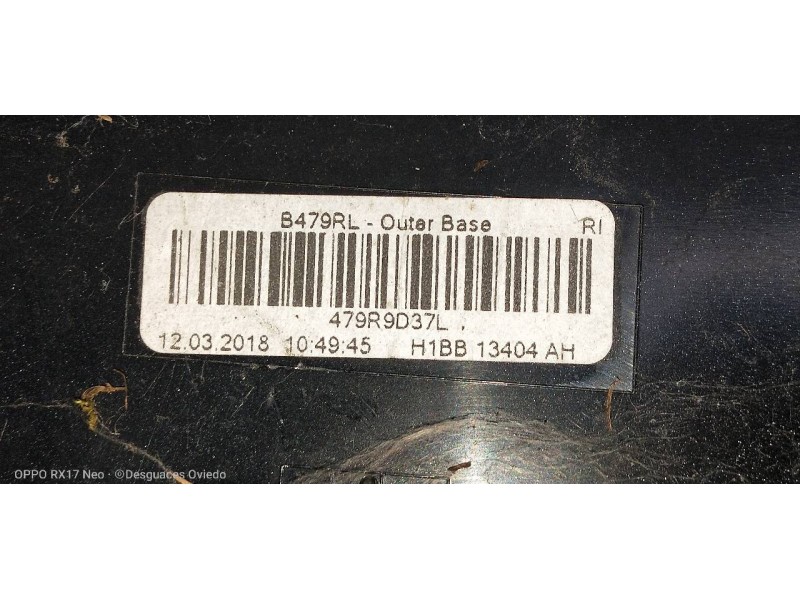 B479RL - Outer Base RI
479R9D37L
12.03.2018 10:49:45 H1BB 13404 AH
OPPO RX17 Neo · ©Desguaces Oviedo